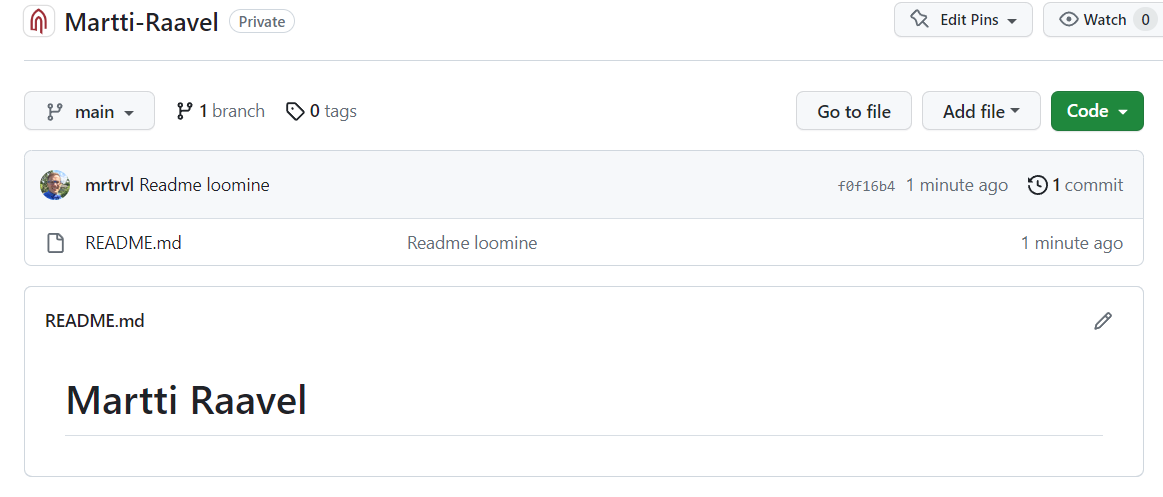 Martti-Raavel Private Edit Pins Watch 0
main 1 branch 0 tags Go to file Add file Code
mrtrvl Readme loomine f0f16b4 1 minute ago 1 commit
README.md Readme loomine 1 minute ago
README.md
Martti Raavel